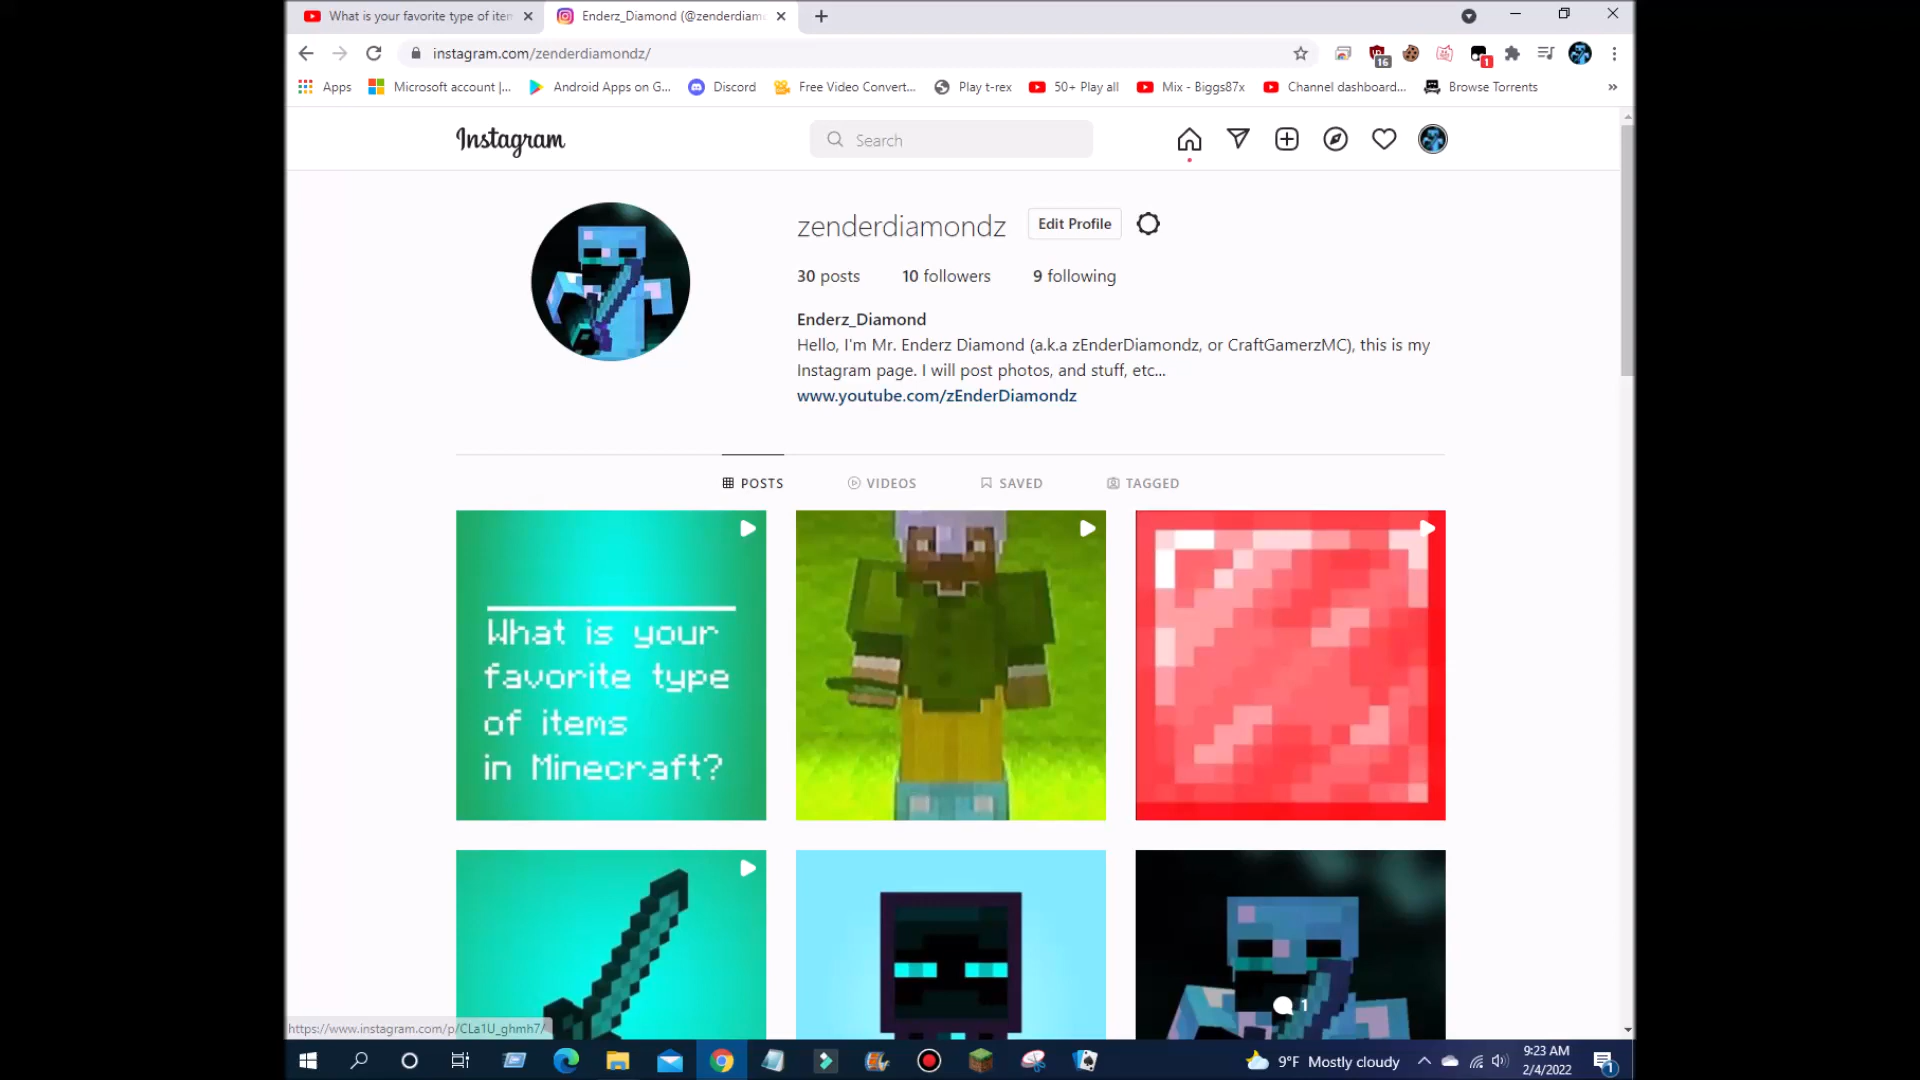 What is your favorite type of item
Enderz_Diamond (@zenderdiam
instagram.com/zenderdiamondz/
16
1
Apps
Microsoft account |...
Android Apps on G...
Discord
Free Video Convert...
Play t-rex
50+ Play all
Mix - Biggs87x
Channel dashboard...
Browse Torrents
»
Instagram
Search
zenderdiamondz
Edit Profile
30 posts
10 followers
9 following
Enderz_Diamond
Hello, I'm Mr. Enderz Diamond (a.k.a zEnderDiamondz, or CraftGamerzMC), this is my
Instagram page. I will post photos, and stuff, etc...
www.youtube.com/zEnderDiamondz
POSTS
VIDEOS
SAVED
TAGGED
What is your
favorite type
of items
in Minecraft?
1
https://www.instagram.com/p/CLa1U_ghmh7/
9°F Mostly cloudy
9:23 AM
2/4/2022
1